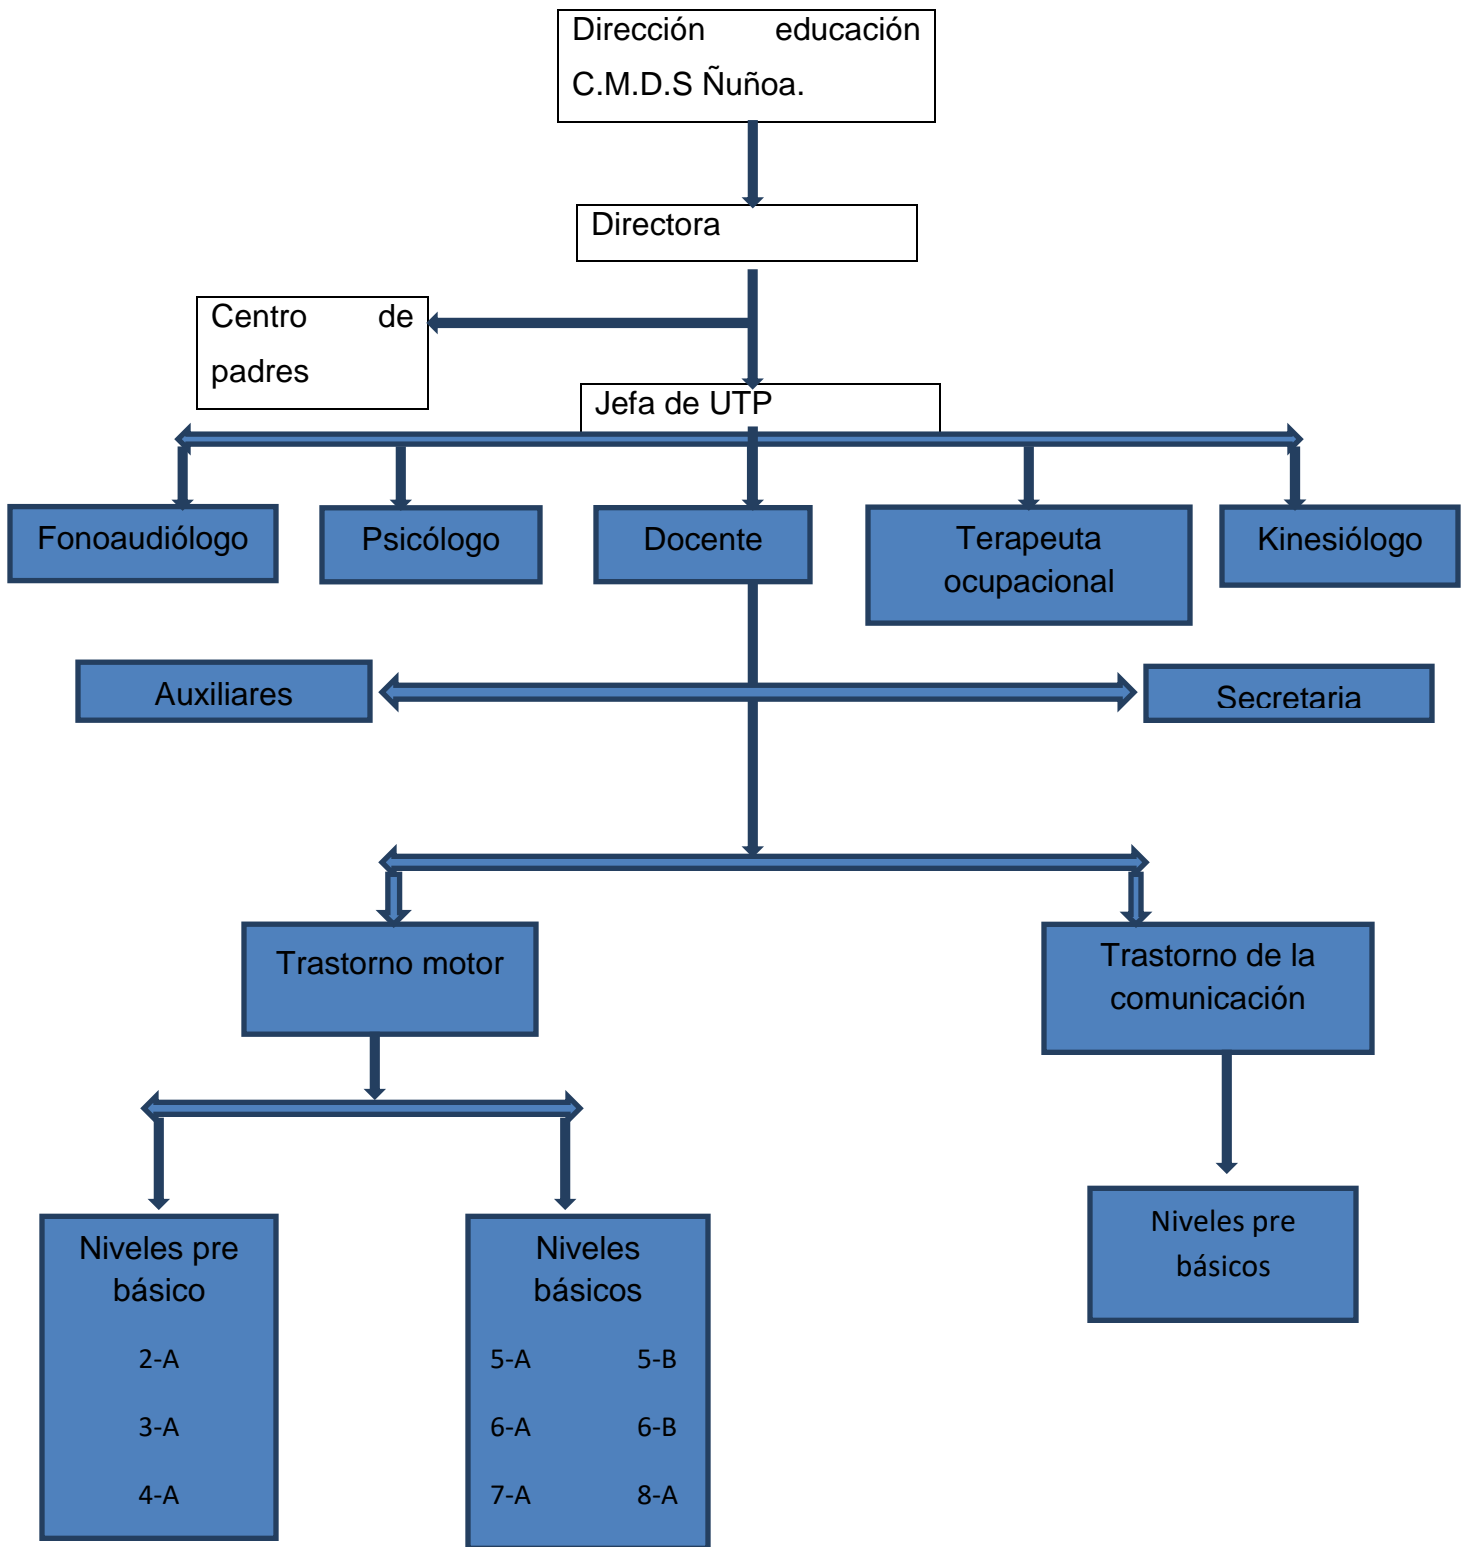 Dirección educación
C.M.D.S Ñuñoa.
Directora
Centro de
padres
Jefa de UTP
Fonoaudiólogo
Psicólogo
Docente
Terapeuta
ocupacional
Kinesiólogo
Auxiliares
Secretaria
Trastorno motor
Trastorno de la
comunicación
Niveles pre
básico
2-A
3-A
4-A
Niveles
básicos
5-A 5-B
6-A 6-B
7-A 8-A
Niveles pre
básicos